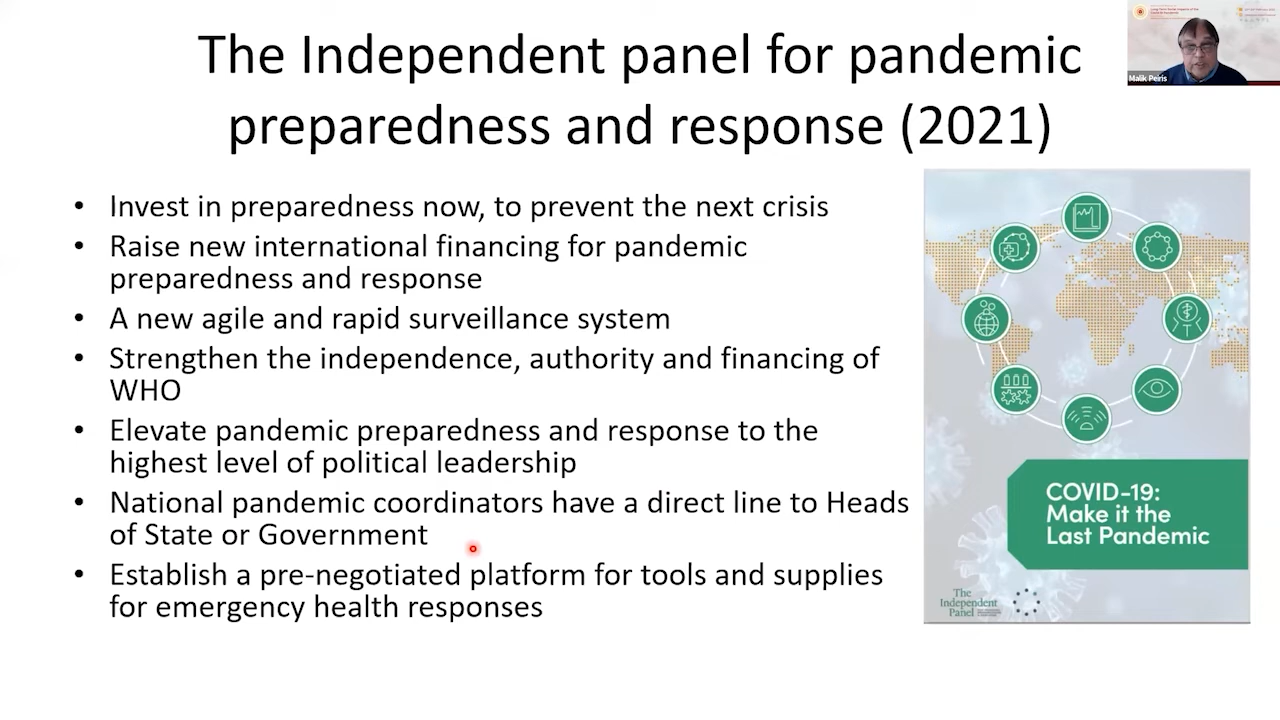 The Independent panel for pandemic
preparedness and response (2021)
Malik Peiris
• Invest in preparedness now, to prevent the next crisis
• Raise new international financing for pandemic
preparedness and response
• A new agile and rapid surveillance system
• Strengthen the independence, authority and financing of
WHO
• Elevate pandemic preparedness and response to the
highest level of political leadership
• National pandemic coordinators have a direct line to Heads
of State or Government
• Establish a pre-negotiated platform for tools and supplies
for emergency health responses
COVID-19:
Make it the
Last Pandemic
The
Independent
Panel